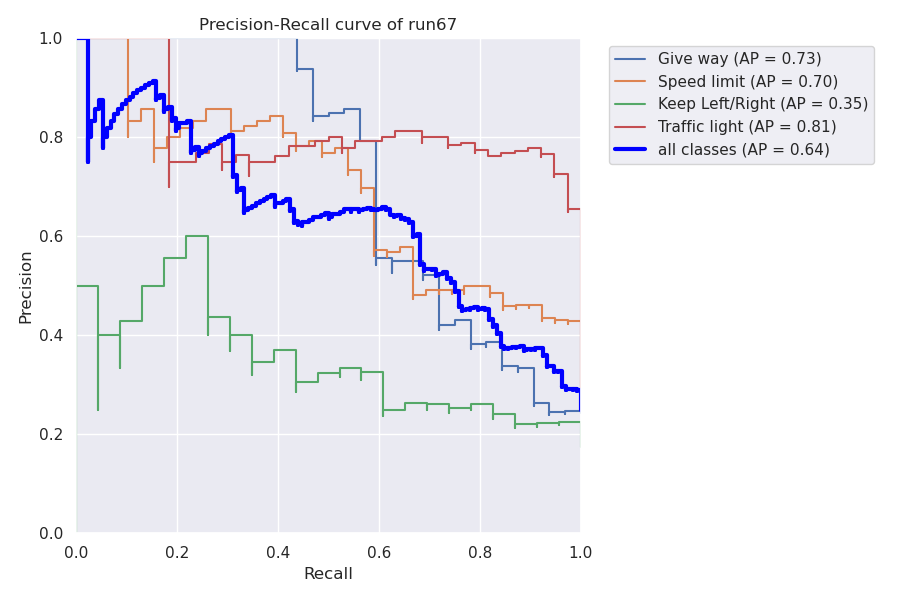 Precision-Recall curve of run67
1.0
0.8
0.6
0.4
0.2
0.0
Precision
0.0 0.2 0.4 0.6 0.8 1.0
Recall
Give way (AP = 0.73)
Speed limit (AP = 0.70)
Keep Left/Right (AP = 0.35)
Traffic light (AP = 0.81)
all classes (AP = 0.64)